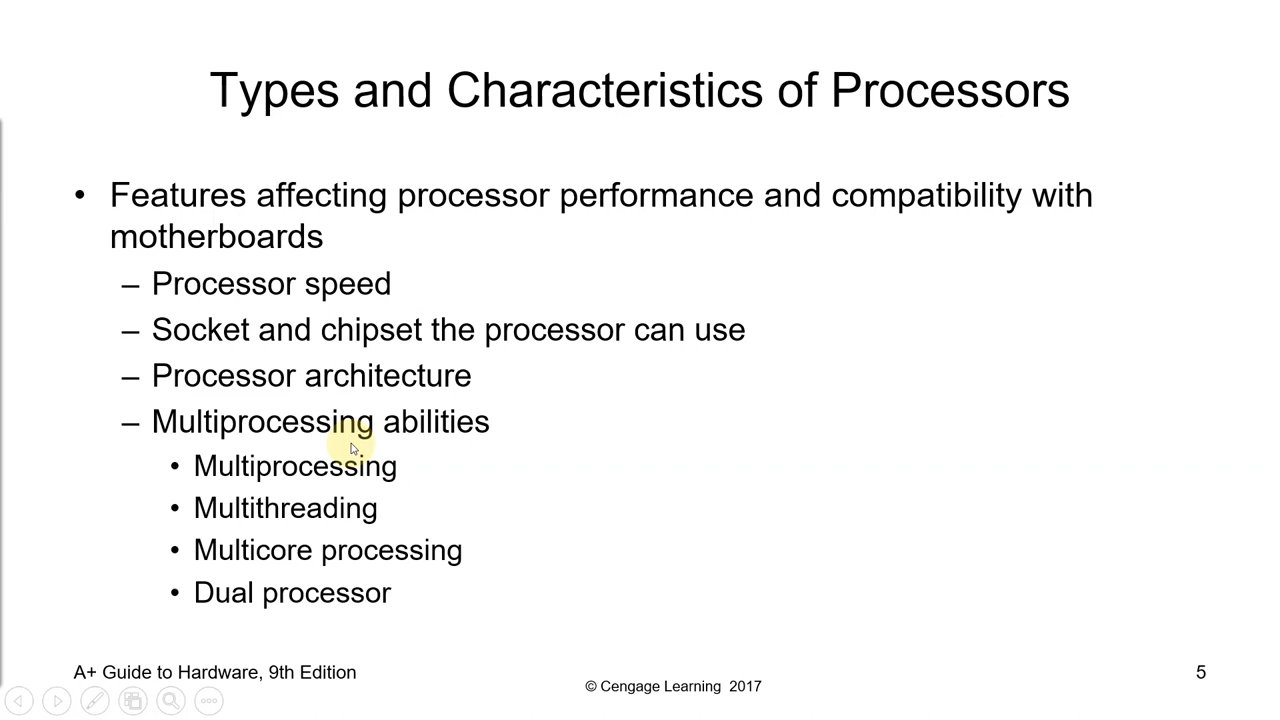 Types and Characteristics of Processors
• Features affecting processor performance and compatibility with
motherboards
– Processor speed
– Socket and chipset the processor can use
– Processor architecture
– Multiprocessing abilities
• Multiprocessing
• Multithreading
• Multicore processing
• Dual processor
A+ Guide to Hardware, 9th Edition
© Cengage Learning 2017
5